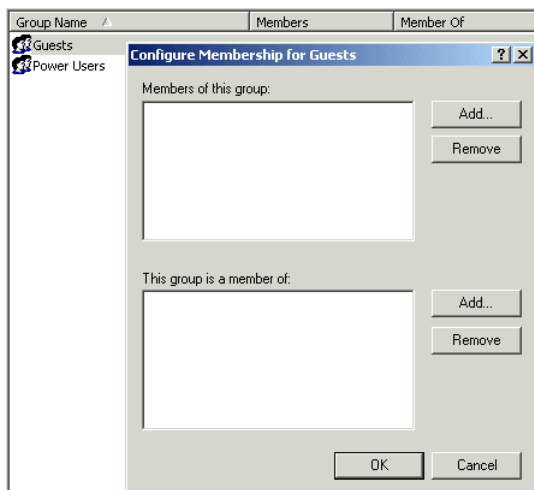 Group Name Members Member Of
Guests
Power Users
Configure Membership for Guests
Members of this group:
Add...
Remove
This group is a member of:
Add...
Remove
OK Cancel